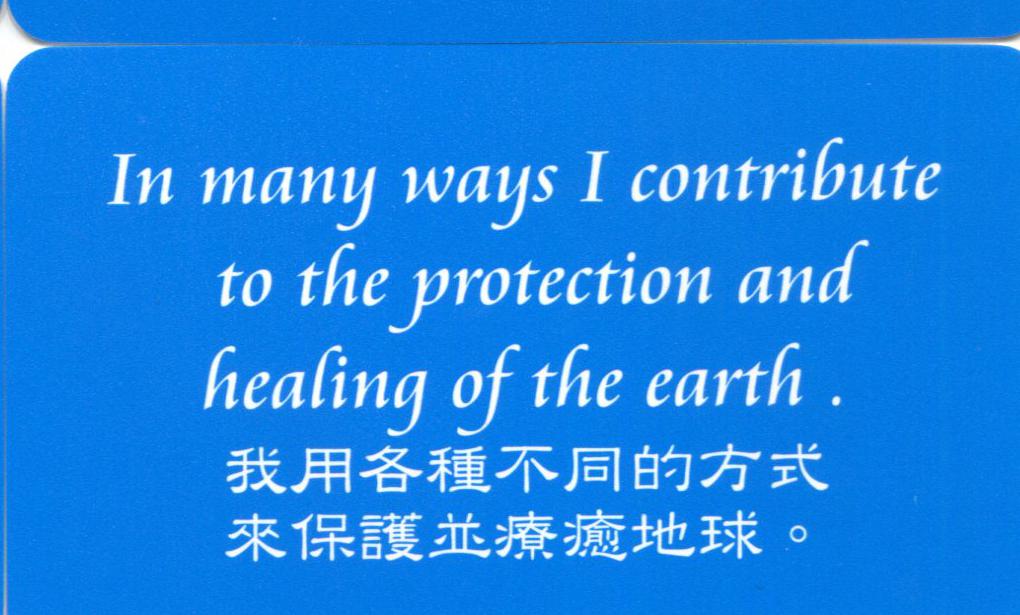 In many ways I contribute
to the protection and
healing of the earth .
我用各種不同的方式
來保護並療癒地球。